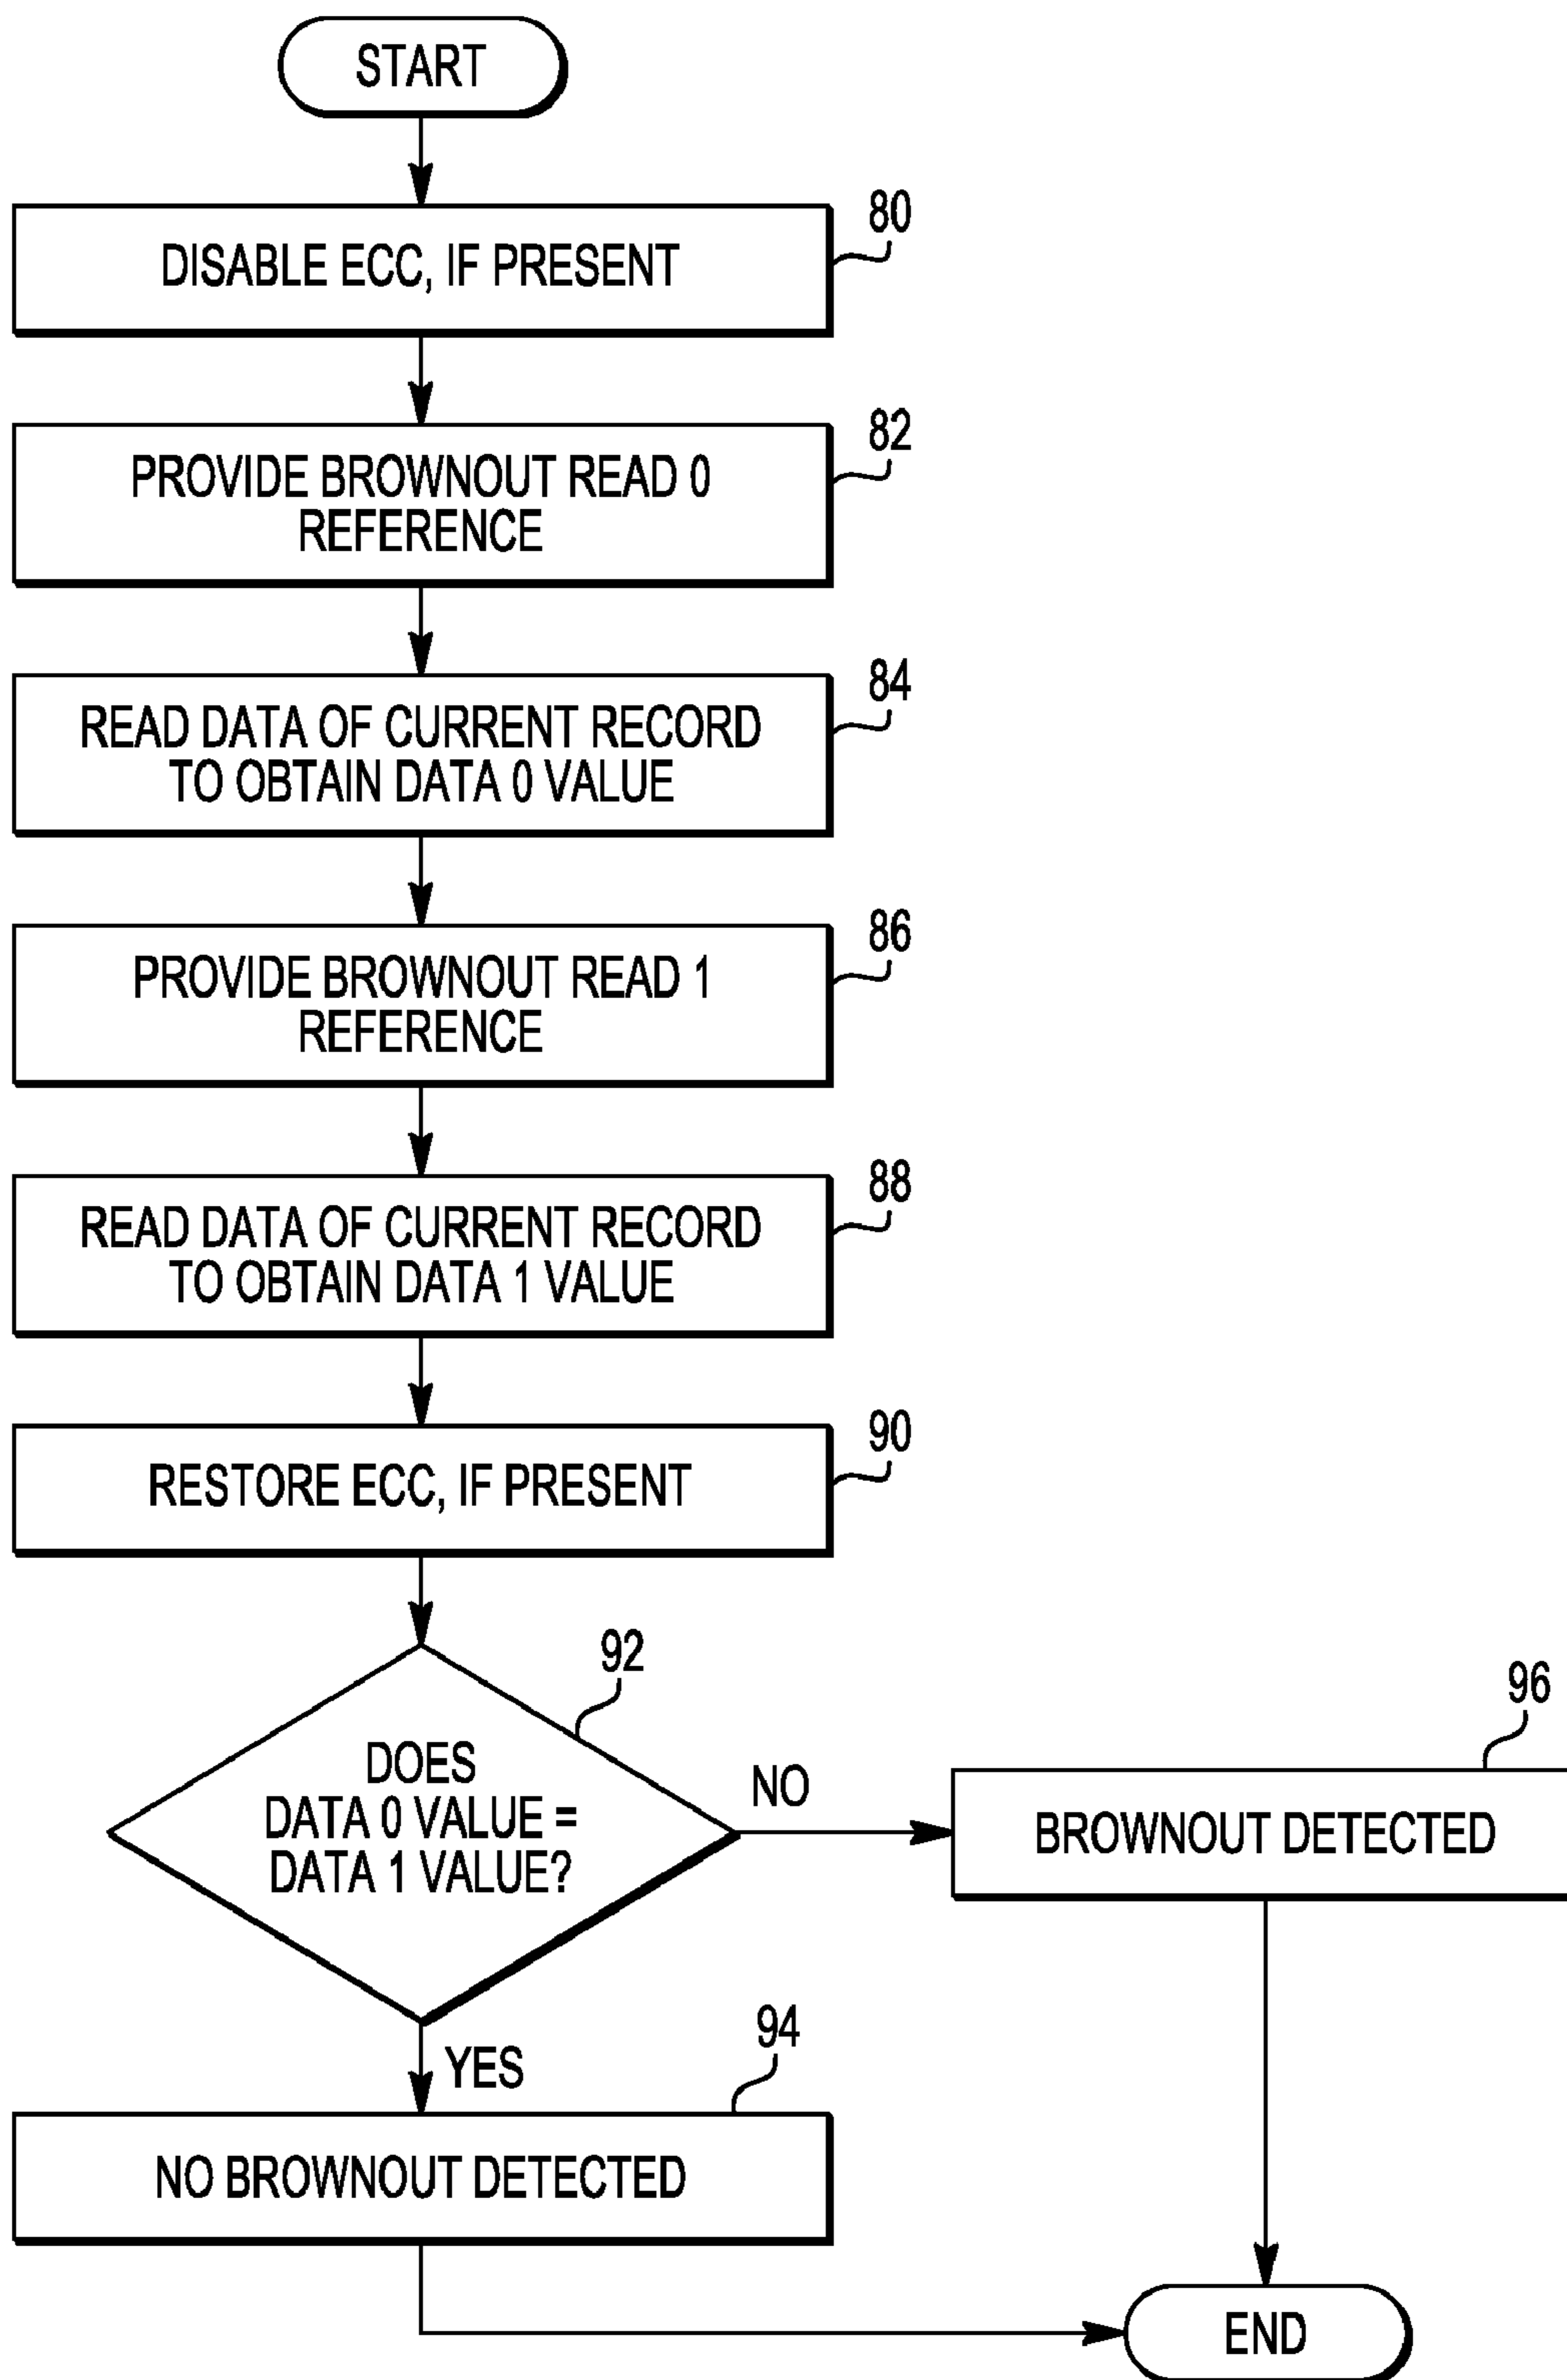 START
80
DISABLE ECC, IF PRESENT
82
PROVIDE BROWNOUT READ 0
REFERENCE
84
READ DATA OF CURRENT RECORD
TO OBTAIN DATA 0 VALUE
86
PROVIDE BROWNOUT READ 1
REFERENCE
88
READ DATA OF CURRENT RECORD
TO OBTAIN DATA 1 VALUE
90
RESTORE ECC, IF PRESENT
92
DOES
DATA 0 VALUE =
DATA 1 VALUE?
NO
96
BROWNOUT DETECTED
YES
94
NO BROWNOUT DETECTED
END